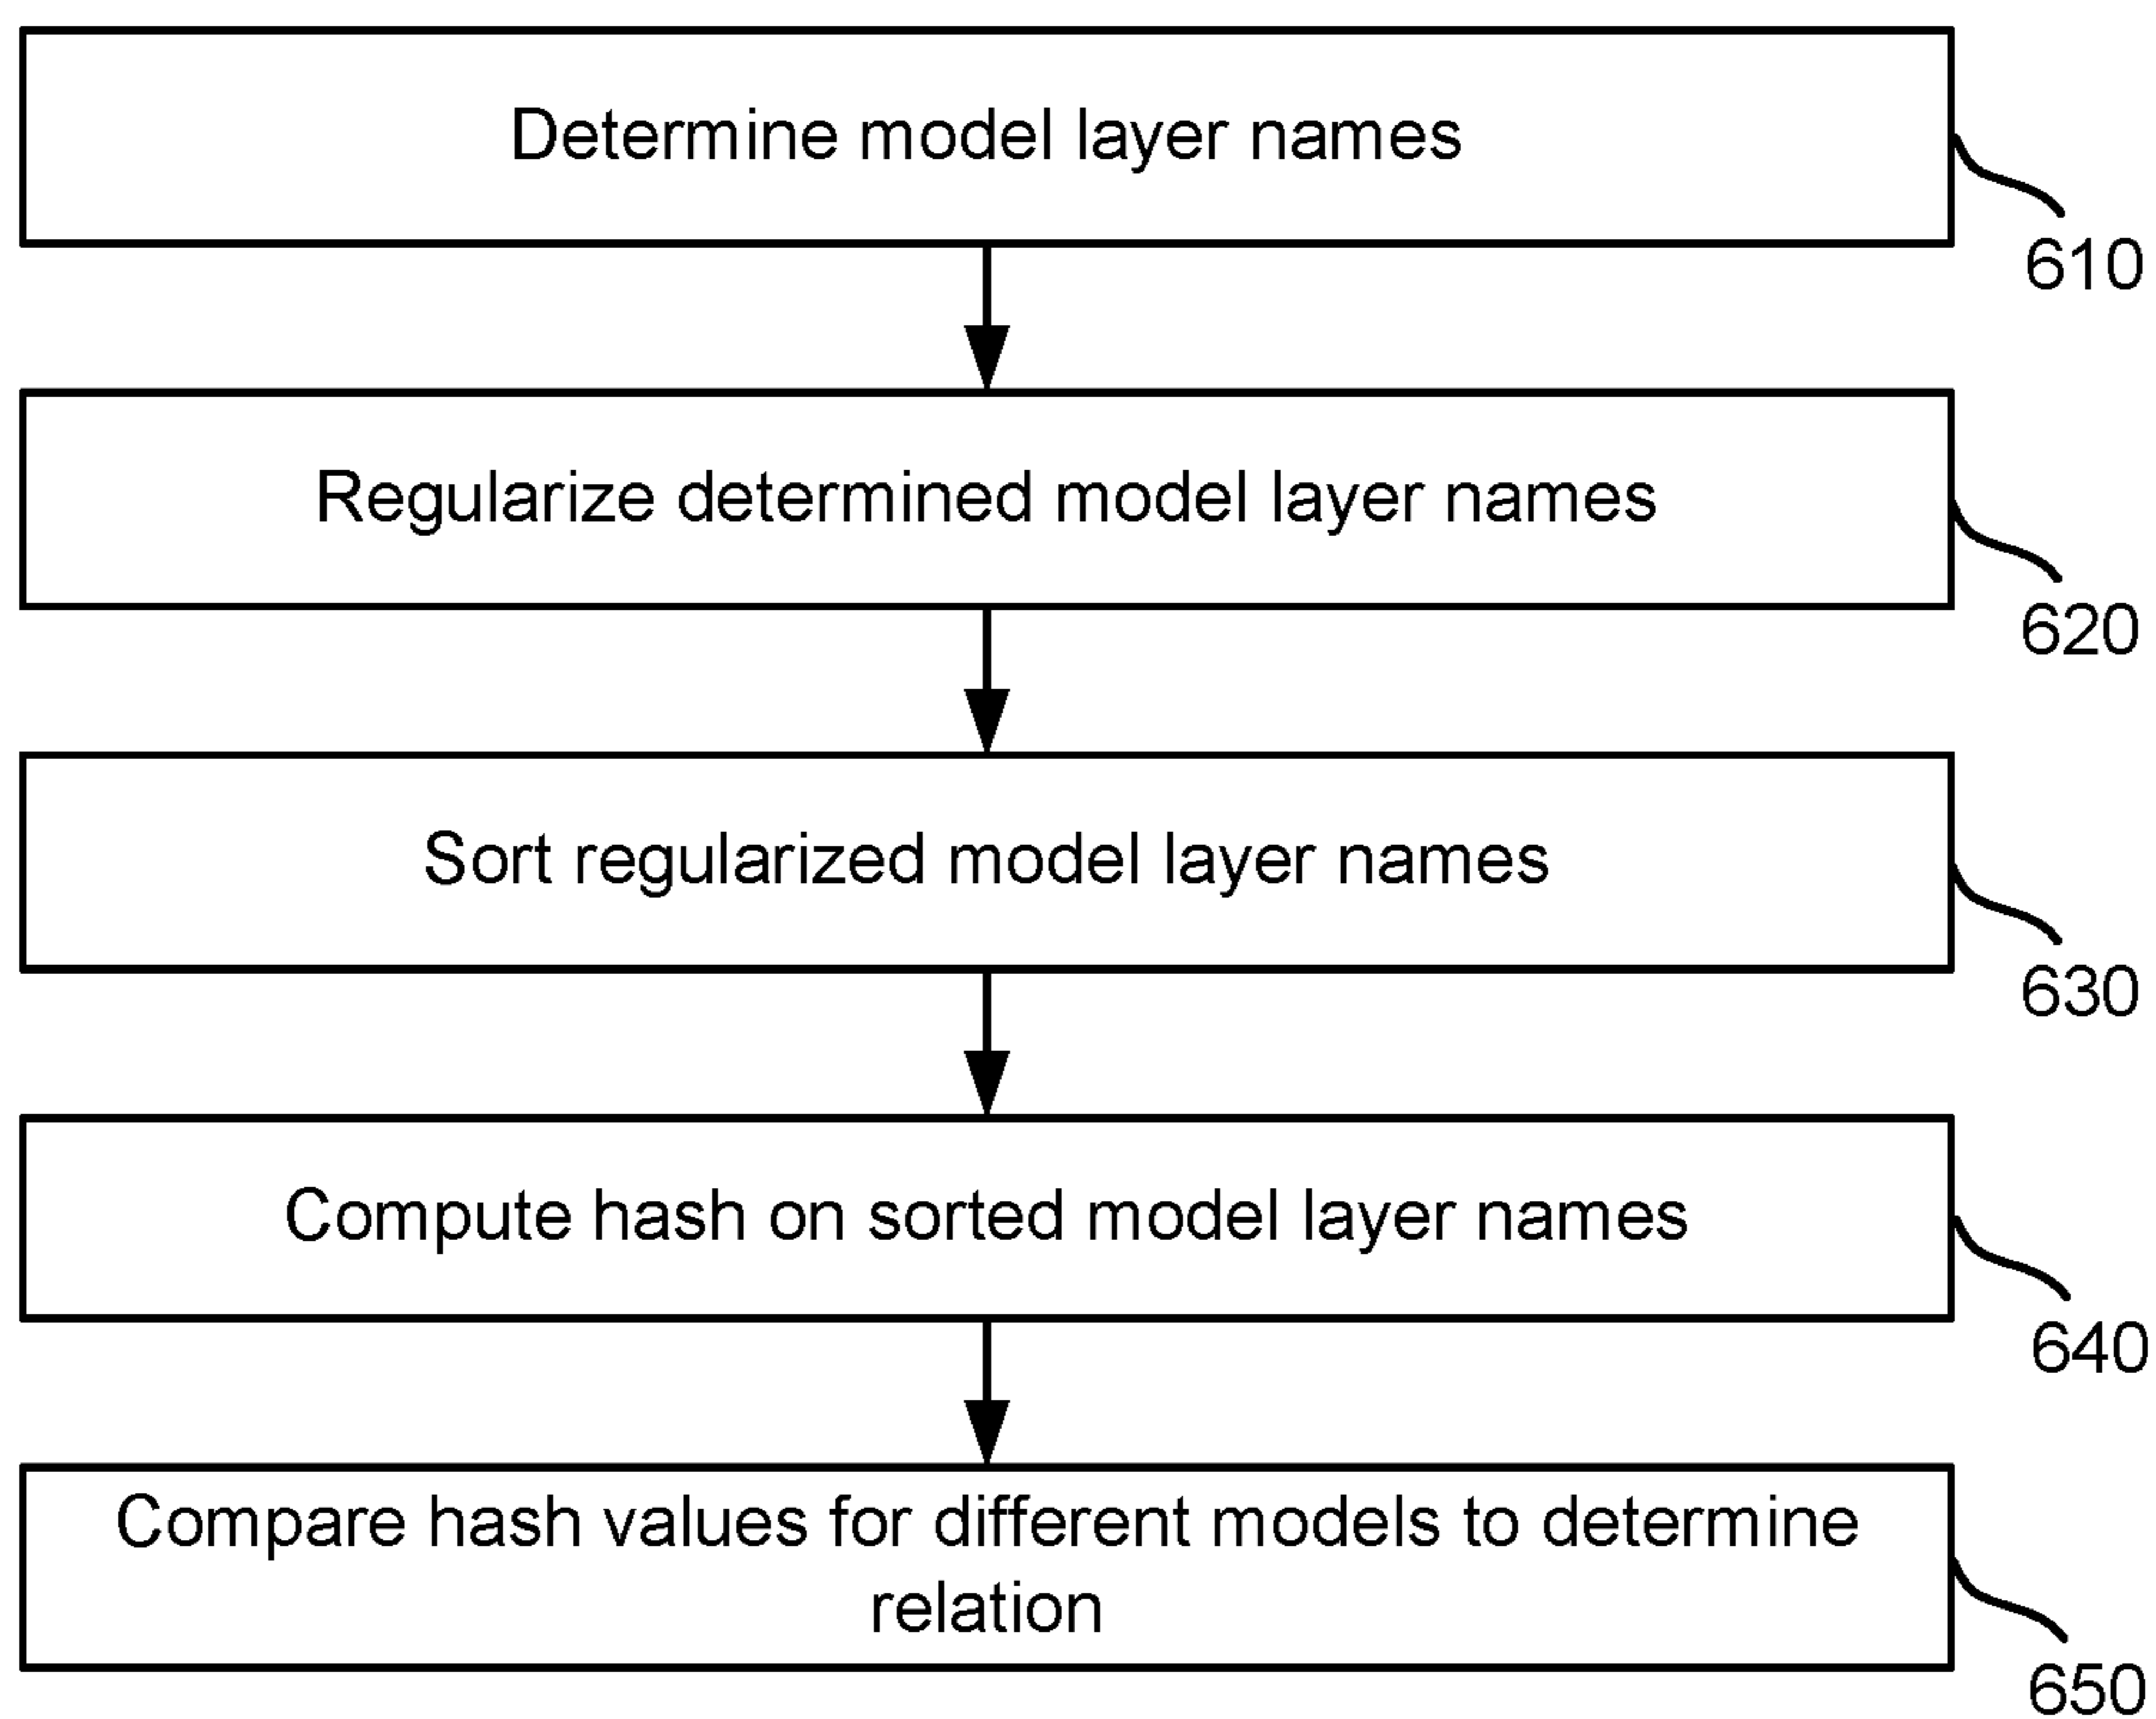 Determine model layer names
610
Regularize determined model layer names
620
Sort regularized model layer names
630
Compute hash on sorted model layer names
640
Compare hash values for different models to determine
relation
650